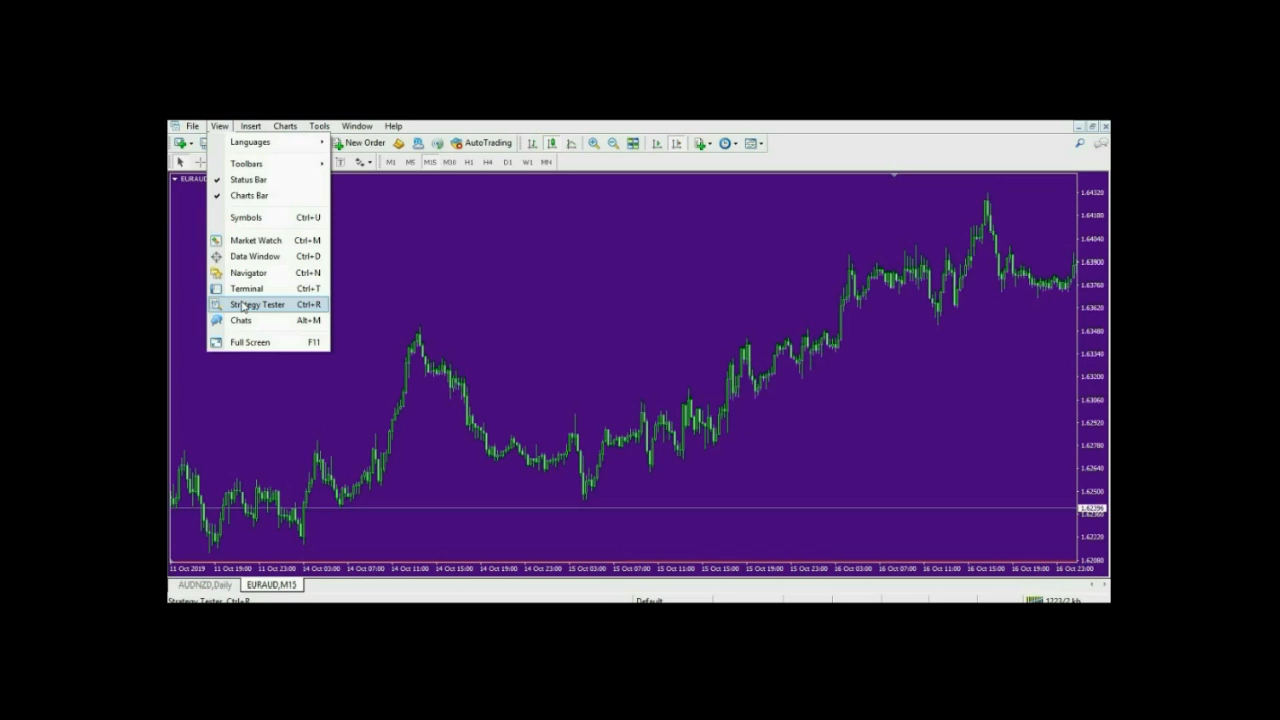 File View Insert Charts Tools Window Help
New Order AutoTrading
M1 M5 M15 M30 H1 H4 D1 W1 MN
Languages
Toolbars
Status Bar
Charts Bar
Symbols Ctrl+U
Market Watch Ctrl+M
Data Window Ctrl+D
Navigator Ctrl+N
Terminal Ctrl+T
Strategy Tester Ctrl+R
Chats Alt+M
Full Screen F11
1.64320
1.64180
1.64040
1.63900
1.63760
1.63620
1.63480
1.63340
1.63200
1.63060
1.62920
1.62780
1.62640
1.62500
1.62396
1.62360
1.62220
1.62080
11 Oct 2019 11 Oct 19:00 11 Oct 23:00 14 Oct 03:00 14 Oct 07:00 14 Oct 11:00 14 Oct 15:00 14 Oct 19:00 14 Oct 23:00 15 Oct 03:00 15 Oct 07:00 15 Oct 11:00 15 Oct 15:00 15 Oct 19:00 15 Oct 23:00 16 Oct 03:00 16 Oct 07:00 16 Oct 11:00 16 Oct 15:00 16 Oct 19:00 16 Oct 23:00
AUDNZD,Daily EURAUD,M15
Strategy Tester, Ctrl+R Default